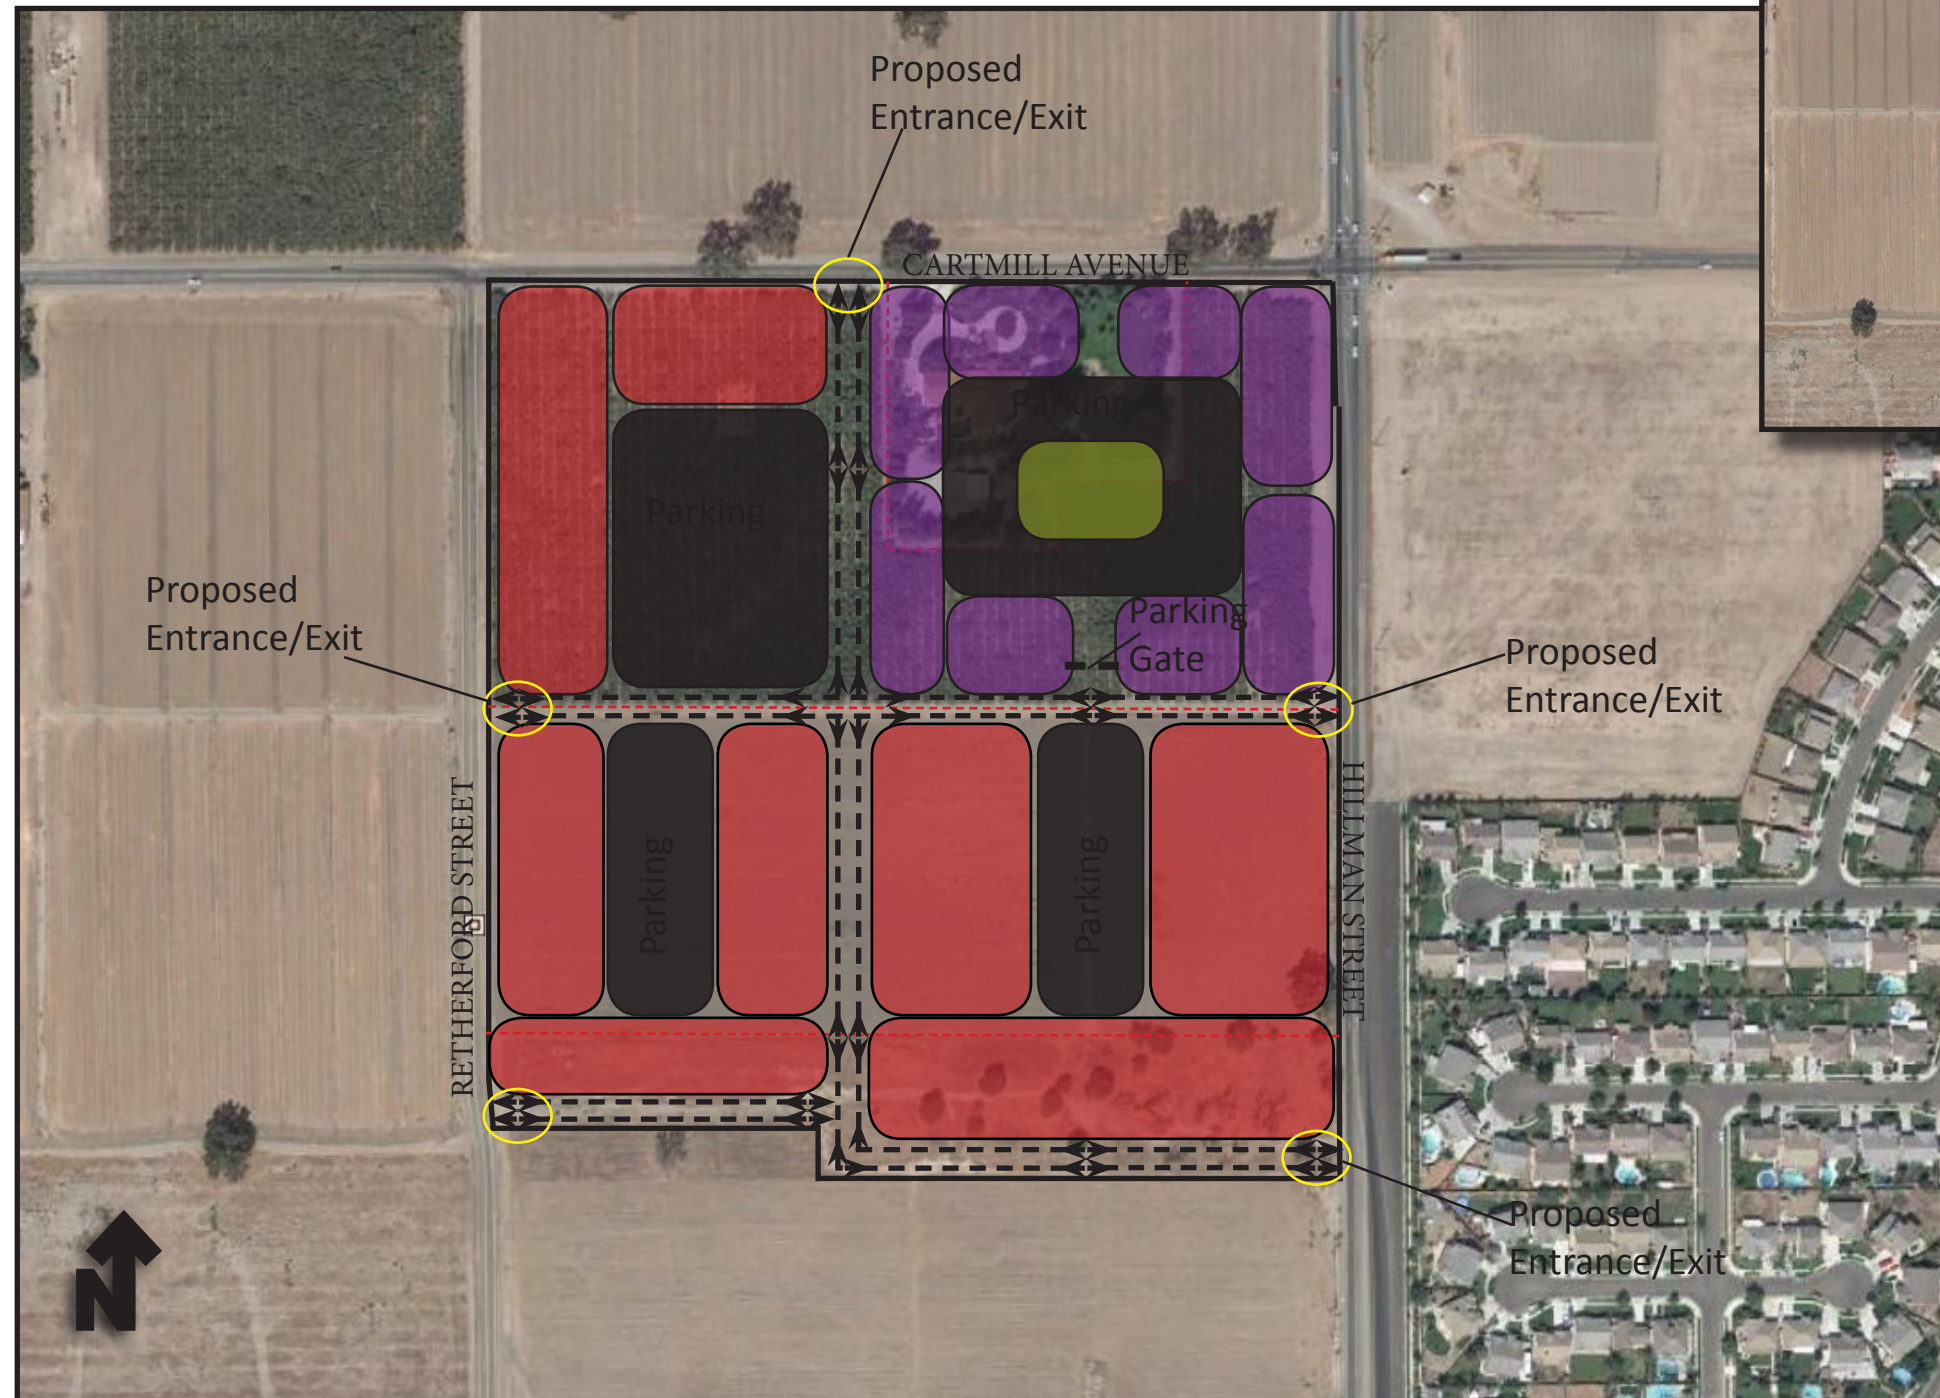 Proposed
Entrance/Exit
CARTMILL AVENUE
Parking
Parking
Proposed
Entrance/Exit
Parking
Gate
Proposed
Entrance/Exit
RETHERFORD STREET
Parking
Parking
HILLMAN STREET
Proposed
Entrance/Exit
N